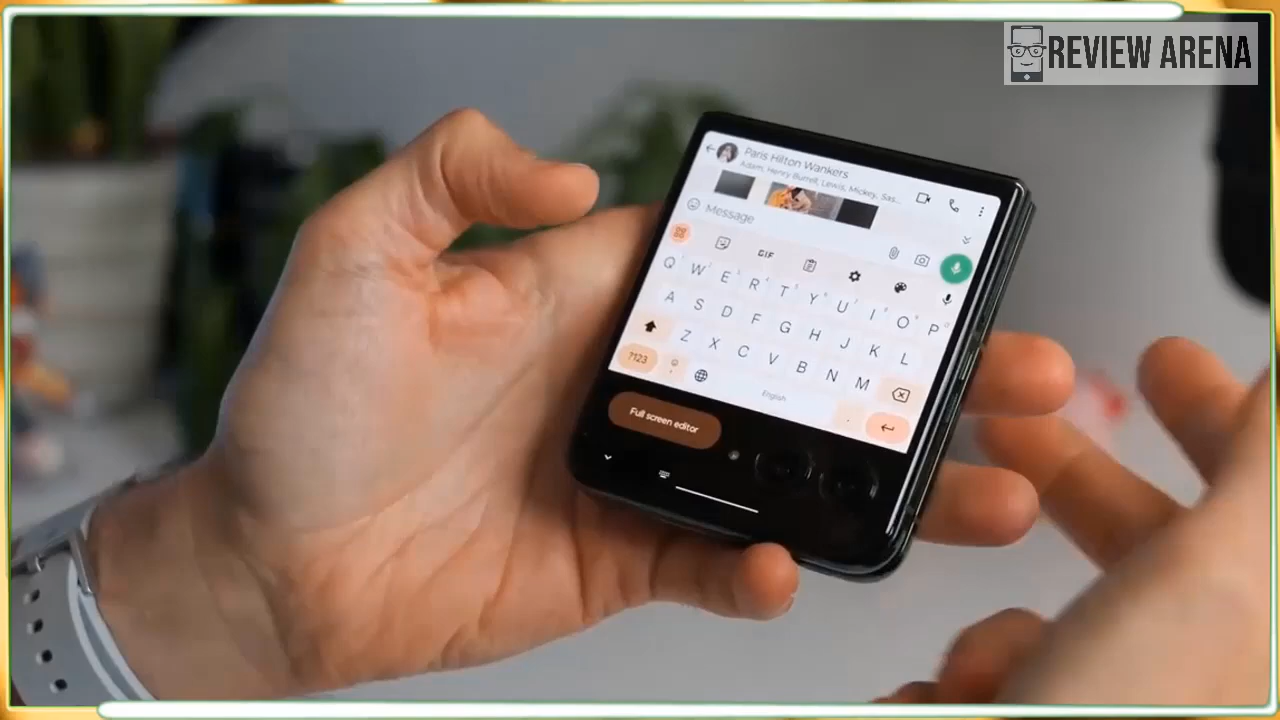 REVIEW ARENA
Paris Hilton Wankers
Adam, Henry Burrell, Lewis, Mickey, Sas...
Message
GIF
Q W E R T Y U I O P
A S D F G H J K L
Z X C V B N M
?123
English
Full screen editor